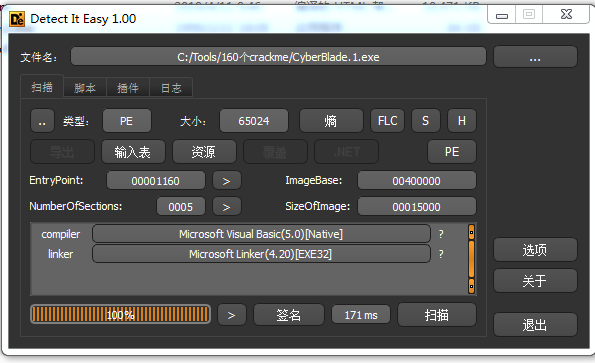 Detect It Easy 1.00
文件名: C:/Tools/160个crackme/CyberBlade.1.exe ...
扫描 脚本 插件 日志
.. 类型: PE 大小: 65024 熵 FLC S H
导出 输入表 资源 覆盖 .NET PE
EntryPoint: 00001160 > ImageBase: 00400000
NumberOfSections: 0005 > SizeOfImage: 00015000
compiler Microsoft Visual Basic(5.0)[Native] ?
linker Microsoft Linker(4.20)[EXE32] ?
选项
关于
100% > 签名 171 ms 扫描
退出